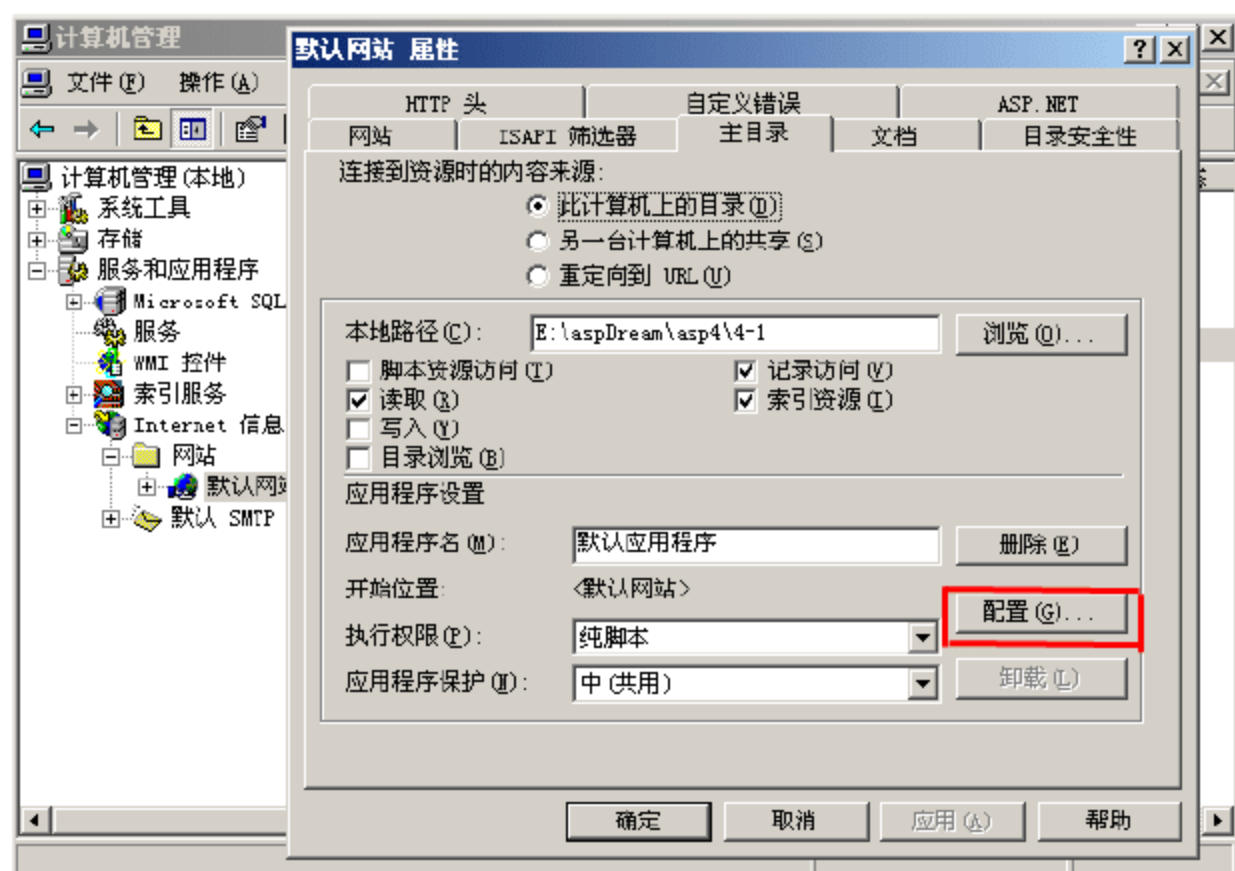 计算机管理
文件(F) 操作(A)
计算机管理(本地)
系统工具
存储
服务和应用程序
Microsoft SQL
服务
WMI 控件
索引服务
Internet 信息
网站
默认网站
默认 SMTP
默认网站 属性
HTTP 头 自定义错误 ASP.NET
网站 ISAPI 筛选器 主目录 文档 目录安全性
连接到资源时的内容来源:
此计算机上的目录(D)
另一台计算机上的共享(S)
重定向到 URL(U)
本地路径(C): E:\aspDream\asp4\4-1 浏览(O)...
脚本资源访问(T) 记录访问(V)
读取(R) 索引资源(I)
写入(W)
目录浏览(B)
应用程序设置
应用程序名(M): 默认应用程序 删除(E)
开始位置: <默认网站>
配置(G)...
执行权限(P): 纯脚本
应用程序保护(N): 中(共用) 卸载(L)
确定 取消 应用(A) 帮助